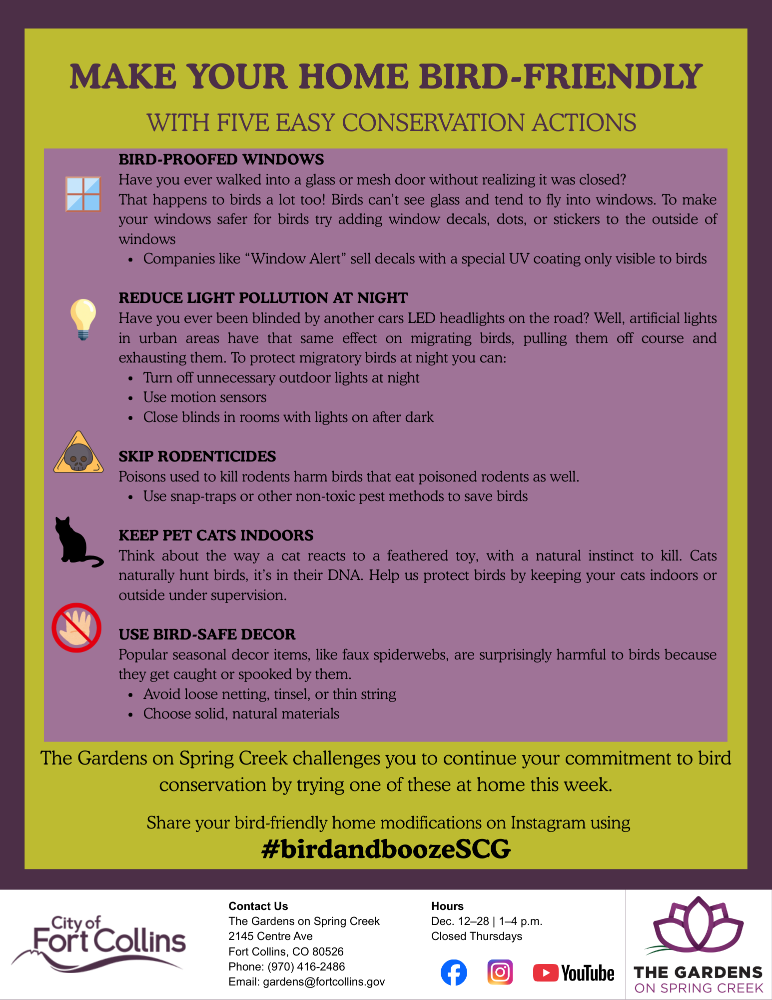 MAKE YOUR HOME BIRD-FRIENDLY
WITH FIVE EASY CONSERVATION ACTIONS
BIRD-PROOFED WINDOWS
Have you ever walked into a glass or mesh door without realizing it was closed?
That happens to birds a lot too! Birds can't see glass and tend to fly into windows. To make
your windows safer for birds try adding window decals, dots, or stickers to the outside of
windows
• Companies like “Window Alert” sell decals with a special UV coating only visible to birds
REDUCE LIGHT POLLUTION AT NIGHT
Have you ever been blinded by another cars LED headlights on the road? Well, artificial lights
in urban areas have that same effect on migrating birds, pulling them off course and
exhausting them. To protect migratory birds at night you can:
• Turn off unnecessary outdoor lights at night
• Use motion sensors
• Close blinds in rooms with lights on after dark
SKIP RODENTICIDES
Poisons used to kill rodents harm birds that eat poisoned rodents as well.
• Use snap-traps or other non-toxic pest methods to save birds
KEEP PET CATS INDOORS
Think about the way a cat reacts to a feathered toy, with a natural instinct to kill. Cats
naturally hunt birds, it's in their DNA. Help us protect birds by keeping your cats indoors or
outside under supervision.
USE BIRD-SAFE DECOR
Popular seasonal decor items, like faux spiderwebs, are surprisingly harmful to birds because
they get caught or spooked by them.
• Avoid loose netting, tinsel, or thin string
• Choose solid, natural materials
The Gardens on Spring Creek challenges you to continue your commitment to bird
conservation by trying one of these at home this week.
Share your bird-friendly home modifications on Instagram using
#birdandboozeSCG
City of
Fort Collins
Contact Us
The Gardens on Spring Creek
2145 Centre Ave
Fort Collins, CO 80526
Phone: (970) 416-2486
Email: gardens@fortcollins.gov
Hours
Dec. 12–28 | 1–4 p.m.
Closed Thursdays
YouTube
THE GARDENS
ON SPRING CREEK